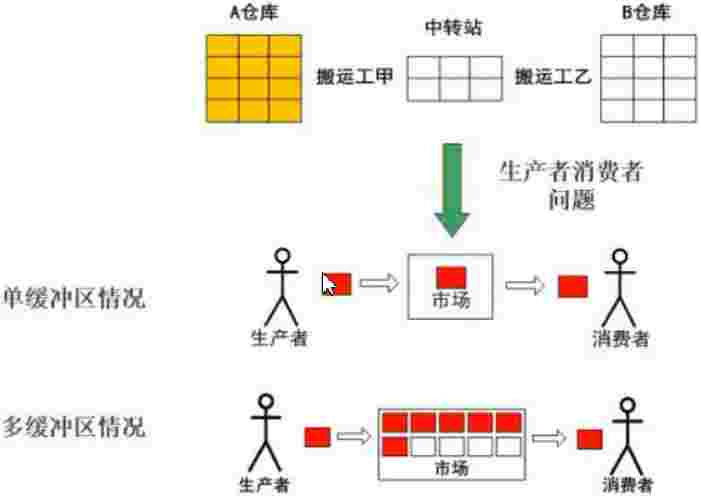 A仓库
中转站
B仓库
搬运工甲
搬运工乙
生产者消费者
问题
单缓冲区情况
市场
生产者
消费者
多缓冲区情况
市场
生产者
消费者